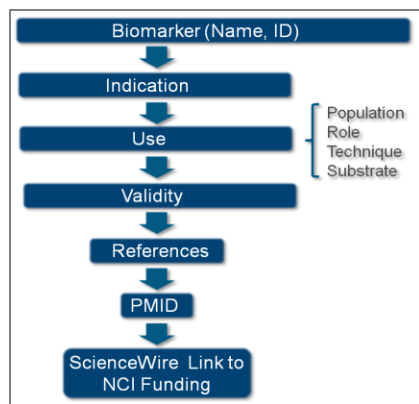 Biomarker (Name, ID)
Indication
Use
Population
Role
Technique
Substrate
Validity
References
PMID
ScienceWire Link to
NCI Funding